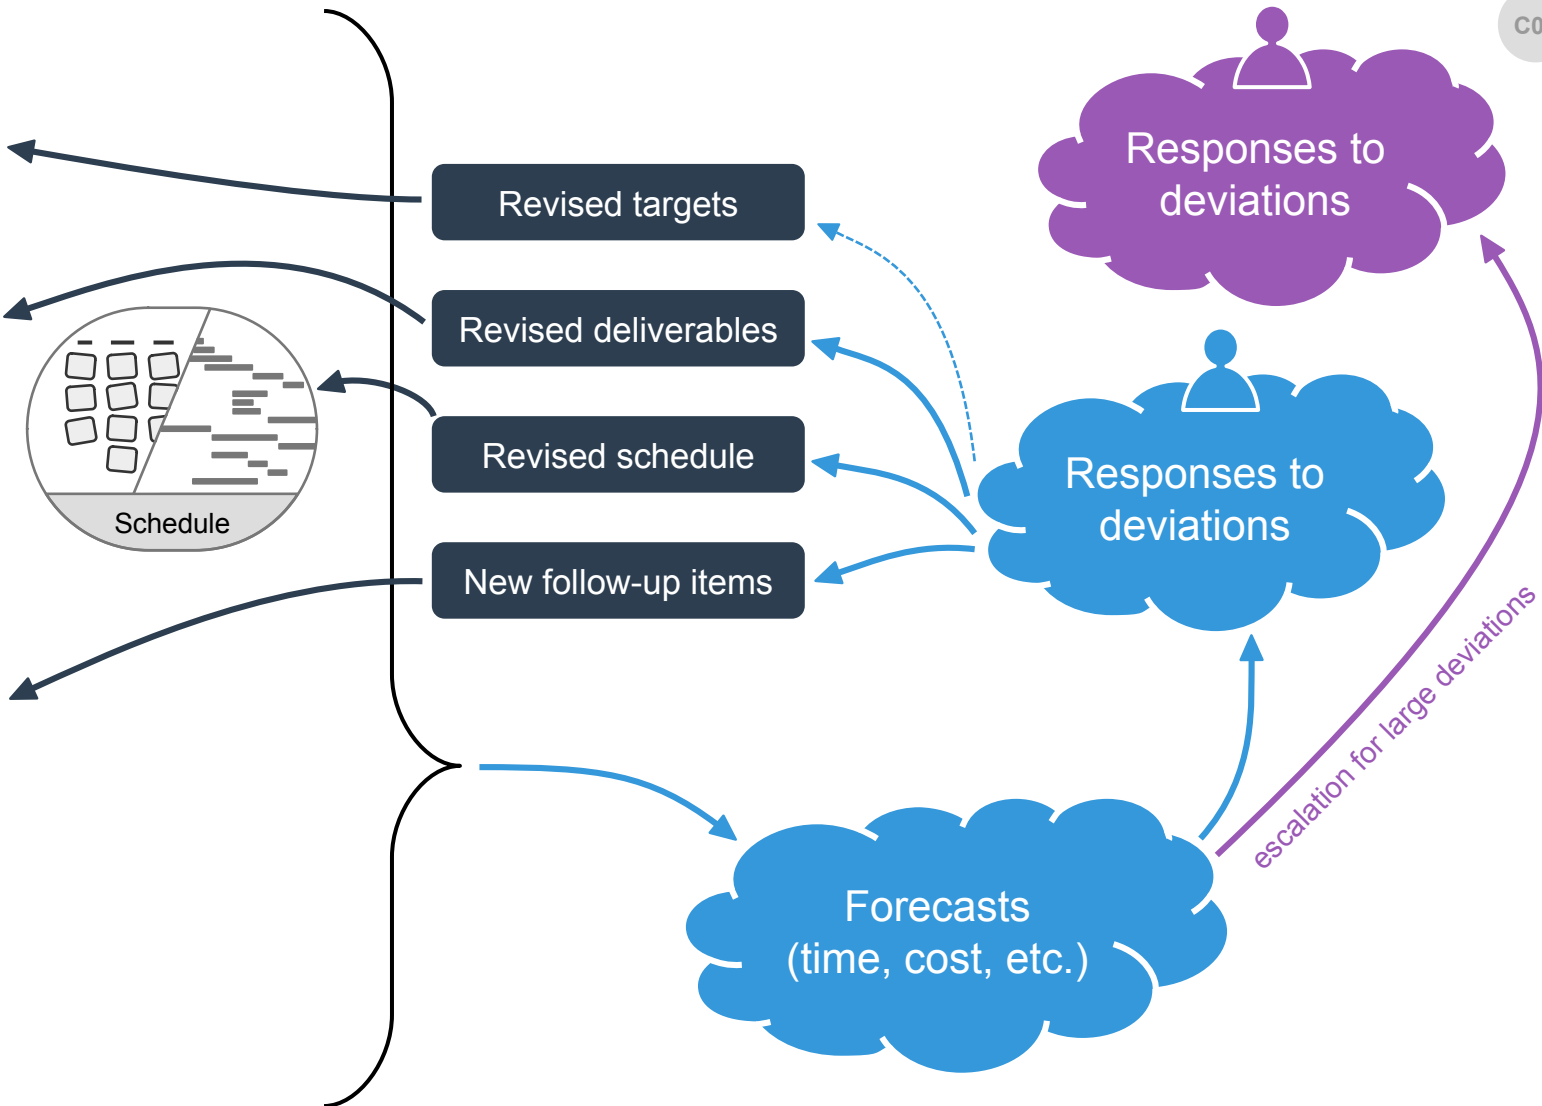 C0
Responses to
deviations
Revised targets
Revised deliverables
Revised schedule
New follow-up items
Schedule
Responses to
deviations
escalation for large deviations
Forecasts
(time, cost, etc.)